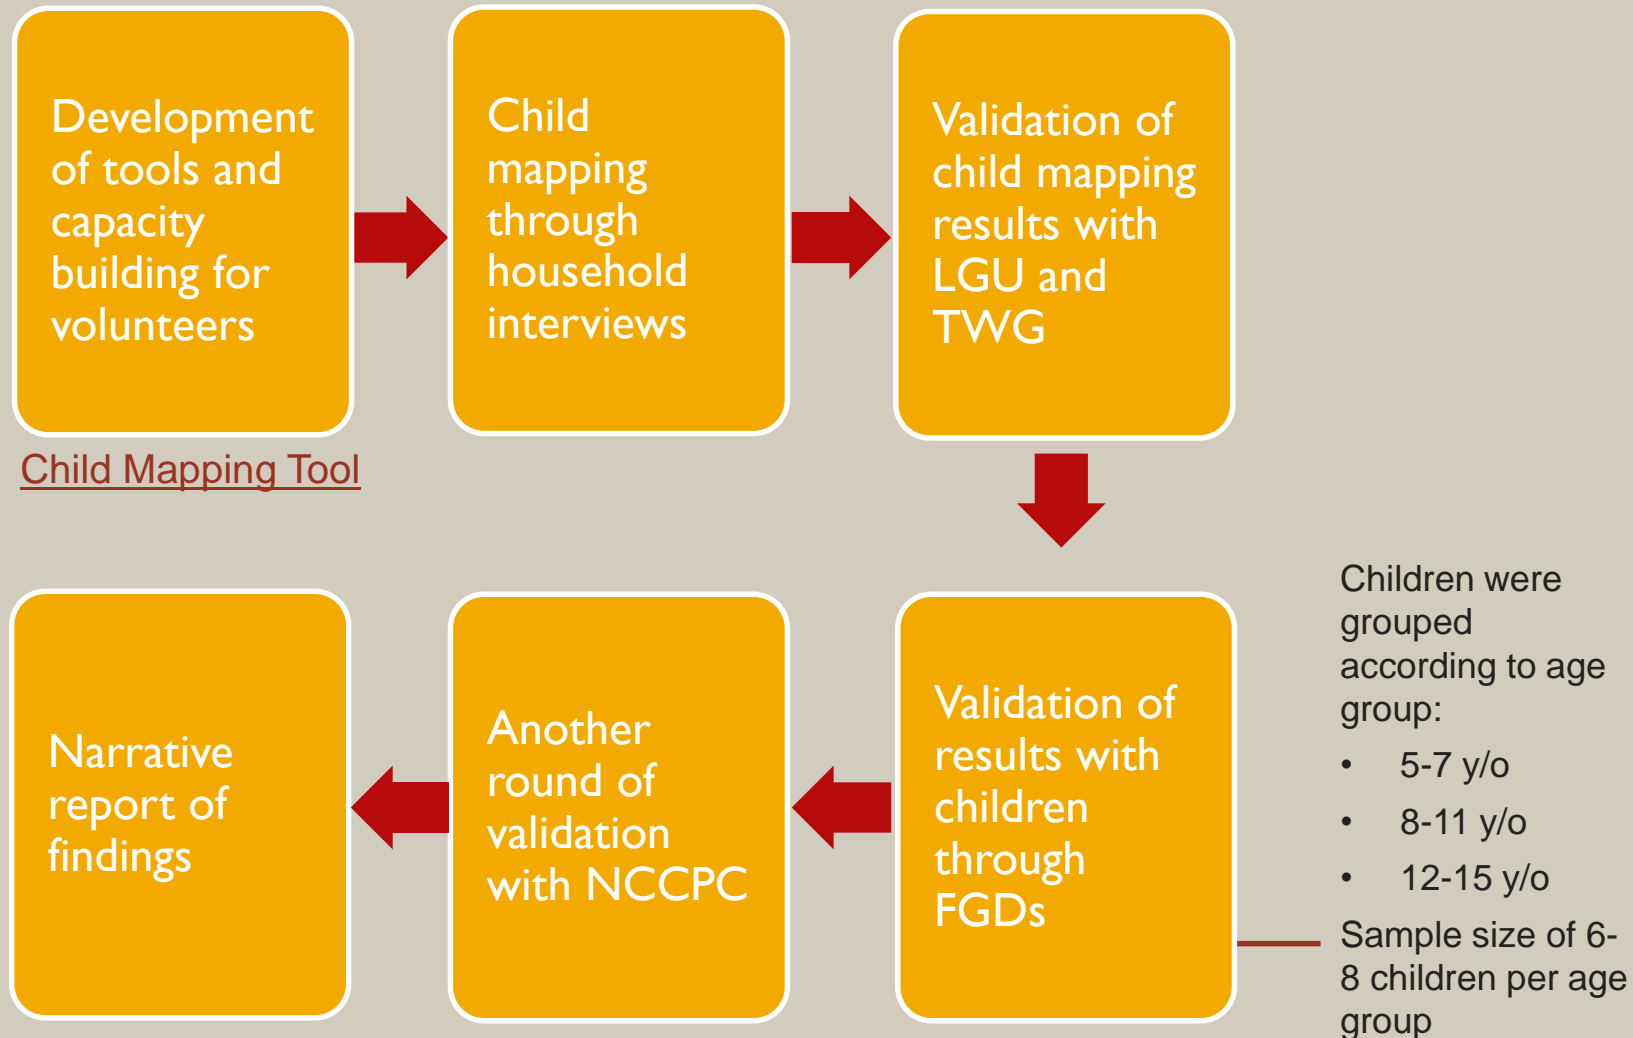 Development
of tools and
capacity
building for
volunteers
Child
mapping
through
household
interviews
Validation of
child mapping
results with
LGU and
TWG
Child Mapping Tool
Validation of
results with
children
through
FGDs
Children were
grouped
according to age
group:
• 5-7 y/o
• 8-11 y/o
• 12-15 y/o
Sample size of 6-
8 children per age
group
Another
round of
validation
with NCCPC
Narrative
report of
findings